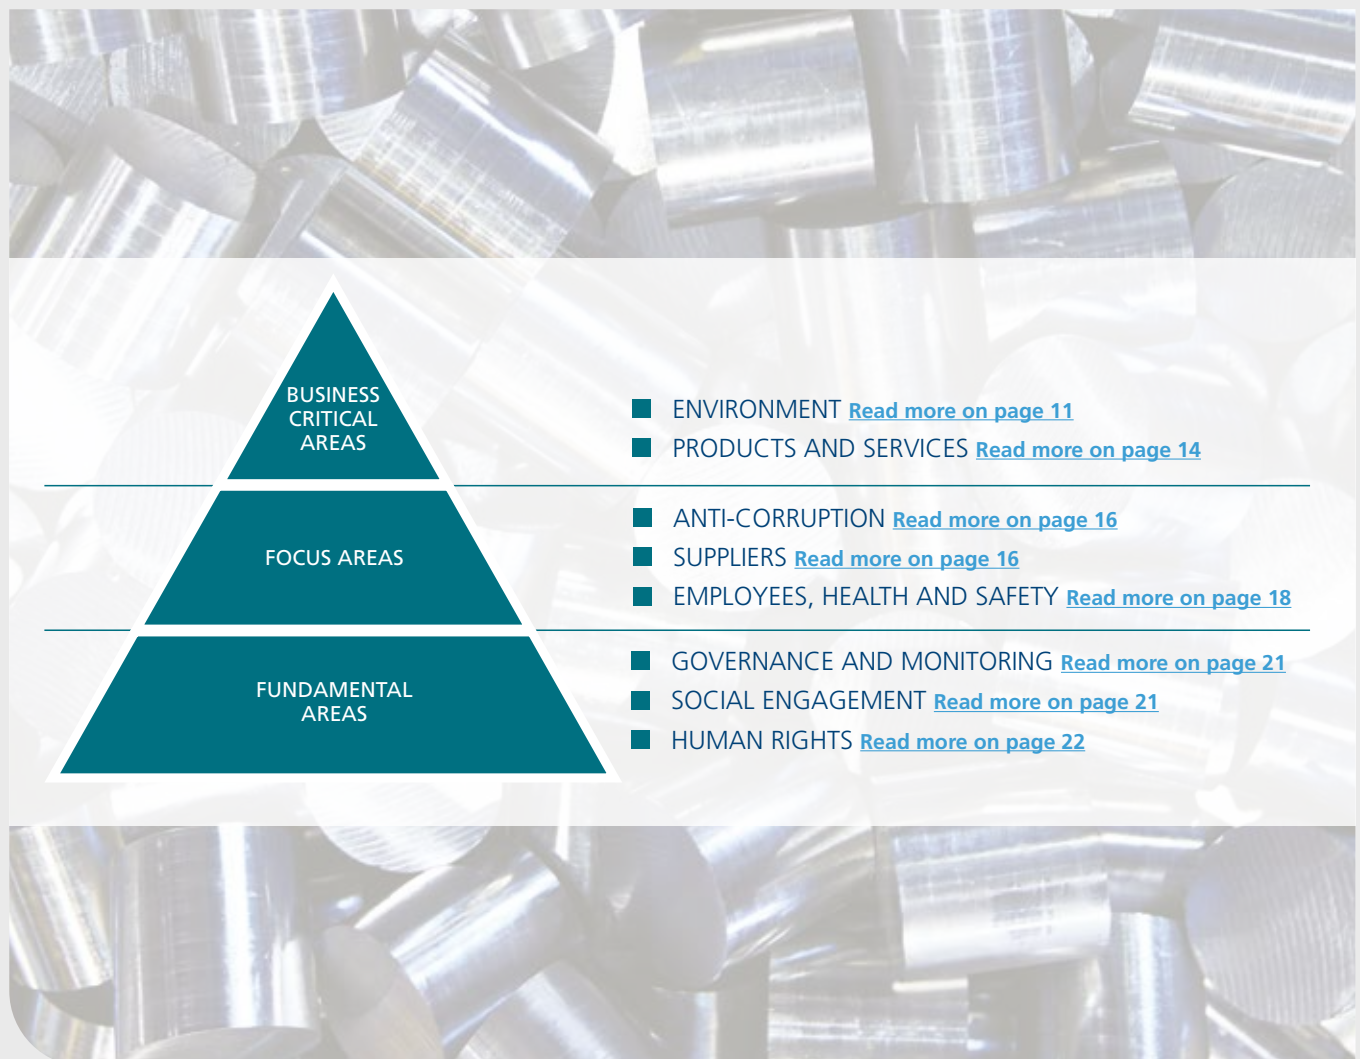 BUSINESS
CRITICAL
AREAS
ENVIRONMENT Read more on page 11
PRODUCTS AND SERVICES Read more on page 14
FOCUS AREAS
ANTI-CORRUPTION Read more on page 16
SUPPLIERS Read more on page 16
EMPLOYEES, HEALTH AND SAFETY Read more on page 18
FUNDAMENTAL
AREAS
GOVERNANCE AND MONITORING Read more on page 21
SOCIAL ENGAGEMENT Read more on page 21
HUMAN RIGHTS Read more on page 22